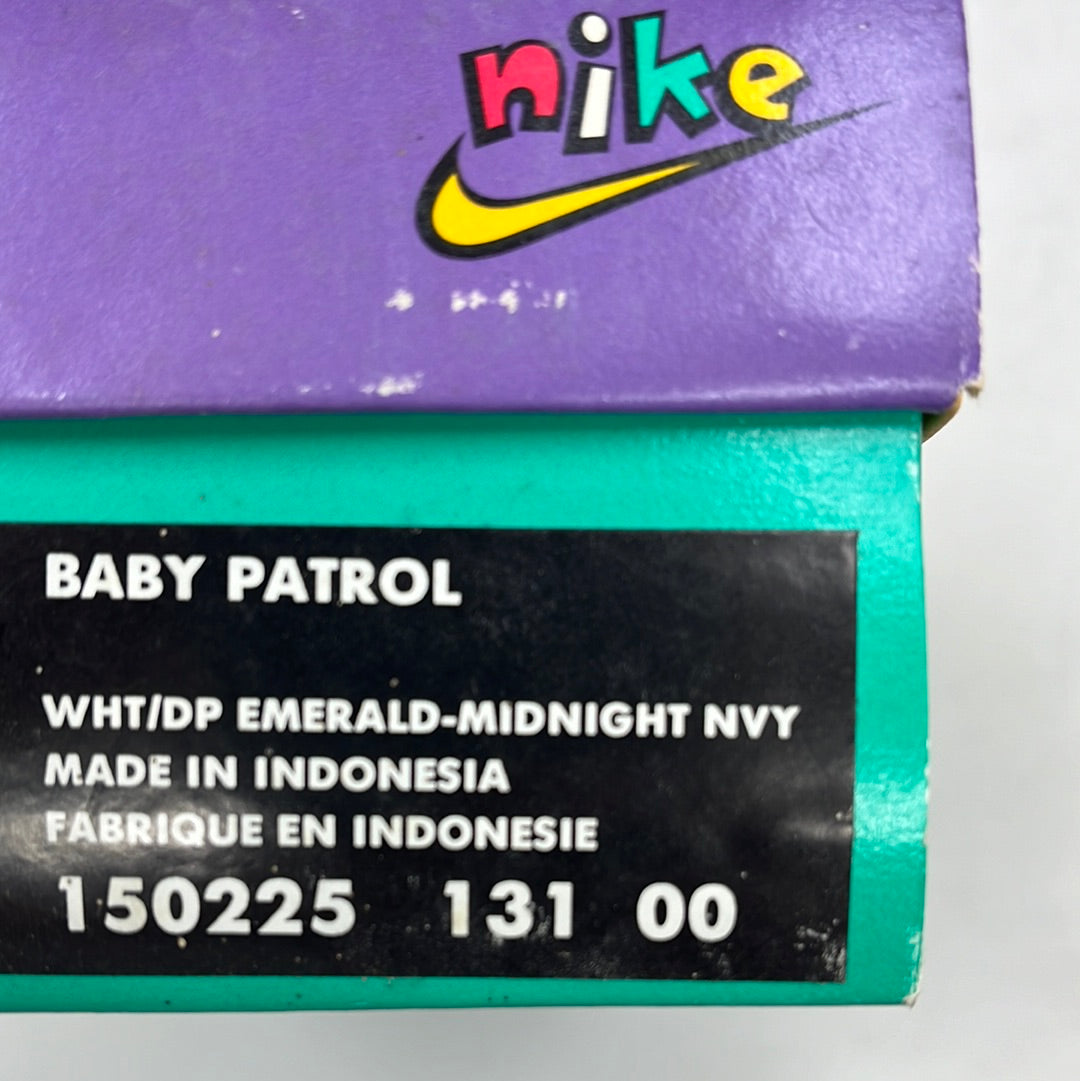 nike
BABY PATROL
WHT/DP EMERALD-MIDNIGHT NVY
MADE IN INDONESIA
FABRIQUE EN INDONESIE
150225 131 00